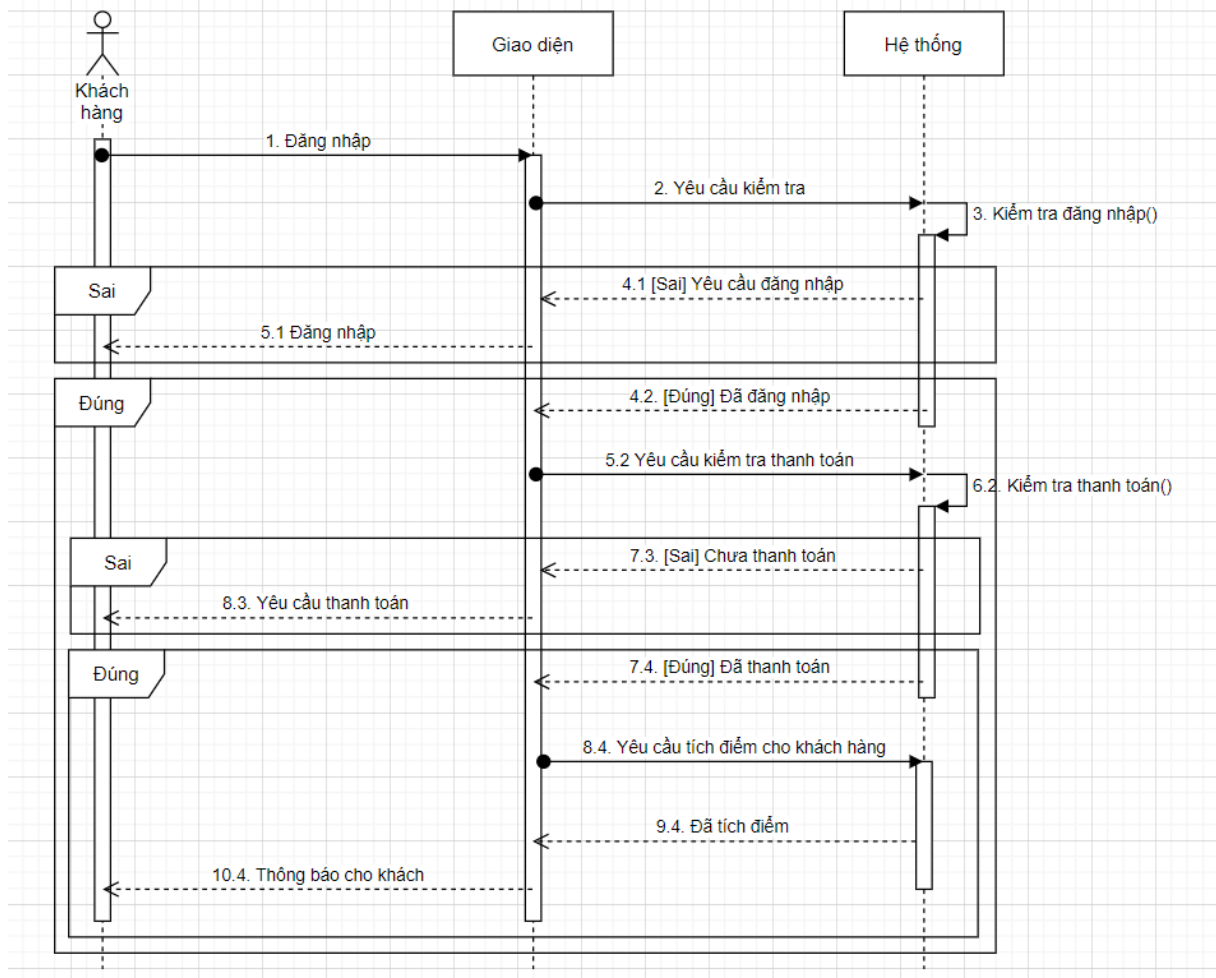 Khách
hàng
Giao diện
Hệ thống
1. Đăng nhập
2. Yêu cầu kiểm tra
3. Kiểm tra đăng nhập()
Sai
4.1 [Sai] Yêu cầu đăng nhập
5.1 Đăng nhập
Đúng
4.2. [Đúng] Đã đăng nhập
5.2 Yêu cầu kiểm tra thanh toán
6.2. Kiểm tra thanh toán()
Sai
7.3. [Sai] Chưa thanh toán
8.3. Yêu cầu thanh toán
Đúng
7.4. [Đúng] Đã thanh toán
8.4. Yêu cầu tích điểm cho khách hàng
9.4. Đã tích điểm
10.4. Thông báo cho khách